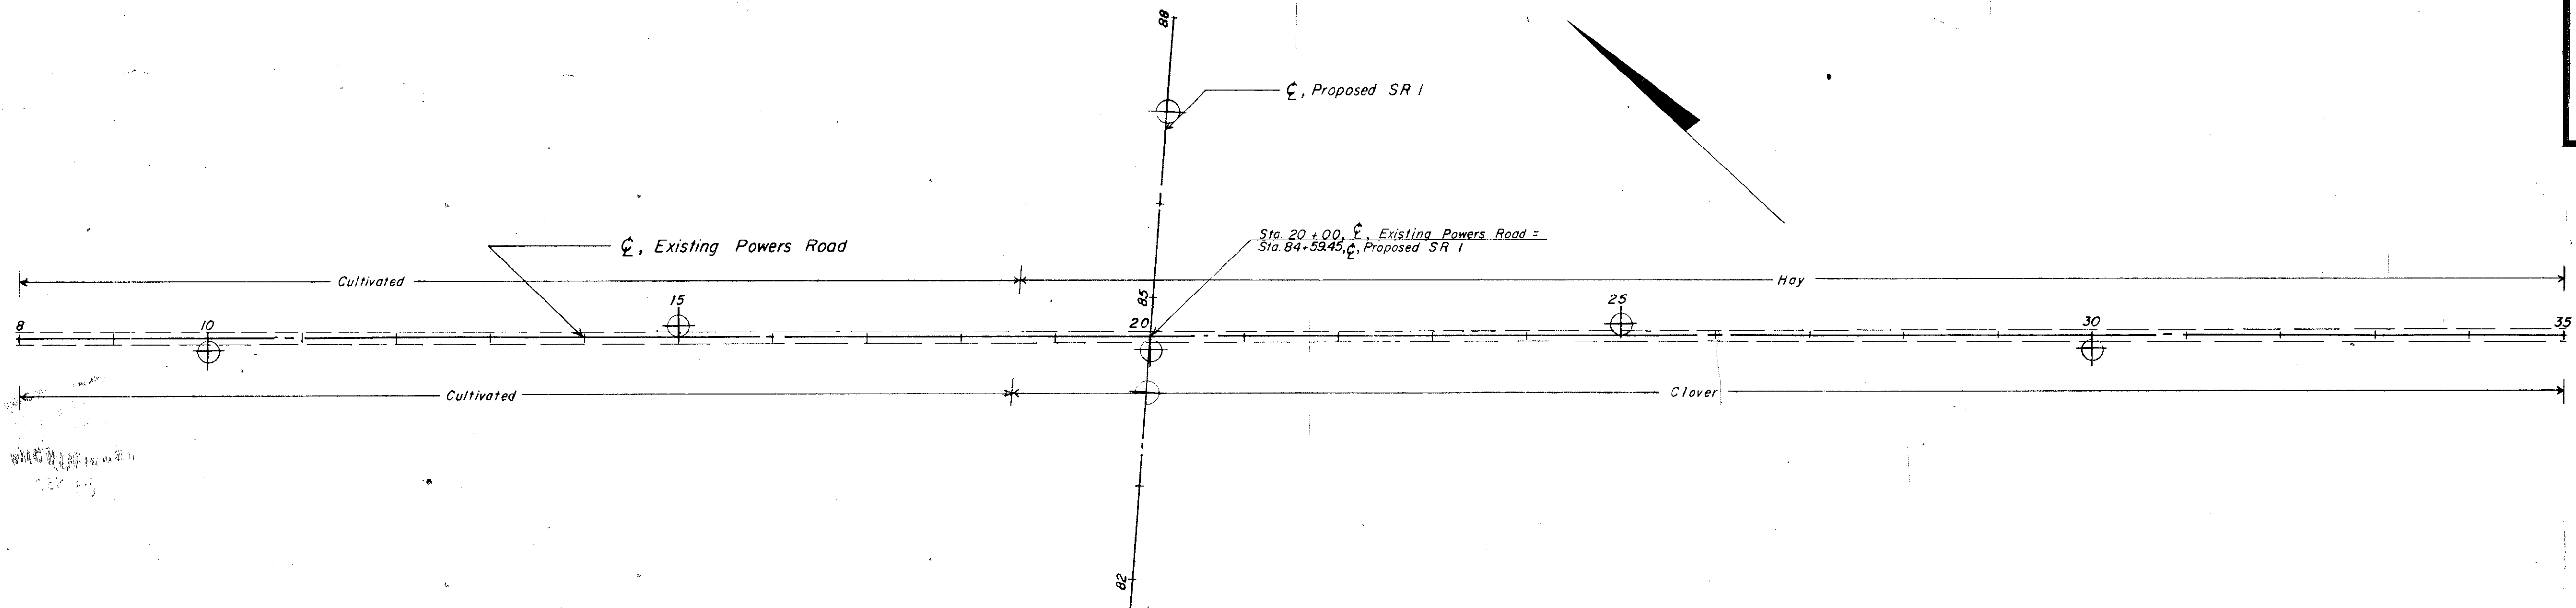 88
℄, Proposed SR 1
Sta. 20 + 00, ℄, Existing Powers Road =
Sta. 84+59.45, ℄, Proposed SR 1
℄, Existing Powers Road
Cultivated
Hay
8
10
15
20
85
25
30
35
Cultivated
Clover
82